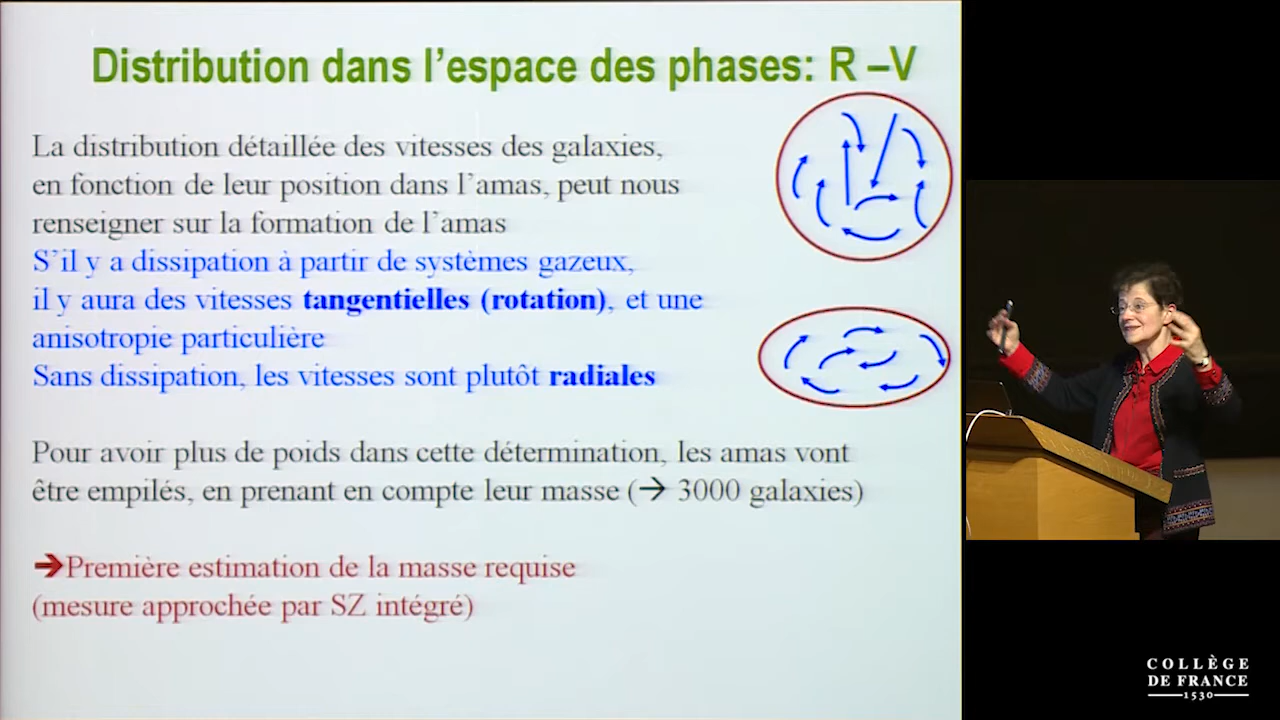 Distribution dans l’espace des phases: R –V
La distribution détaillée des vitesses des galaxies,
en fonction de leur position dans l’amas, peut nous
renseigner sur la formation de l’amas
S’il y a dissipation à partir de systèmes gazeux,
il y aura des vitesses tangentielles (rotation), et une
anisotropie particulière
Sans dissipation, les vitesses sont plutôt radiales
Pour avoir plus de poids dans cette détermination, les amas vont
être empilés, en prenant en compte leur masse (→ 3000 galaxies)
➔Première estimation de la masse requise
(mesure approchée par SZ intégré)
COLLÈGE
DE FRANCE
1530